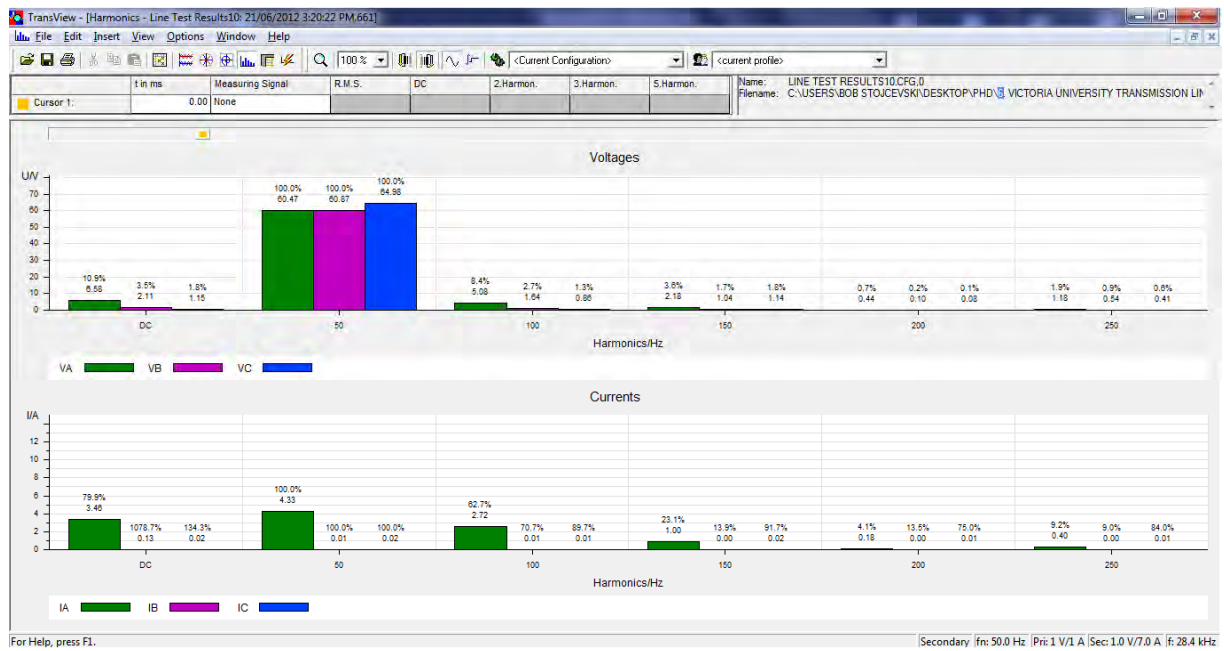 TransView - [Harmonics - Line Test Results10: 21/06/2012 3:20:22 PM.661]
File Edit Insert View Options Window Help
100 % <Current Configuration> <current profile>
t in ms Measuring Signal R.M.S. DC 2.Harmon. 3.Harmon. 5.Harmon.
Cursor 1: 0.00 None
Name: LINE TEST RESULTS10.CFG,0
Filename: C:\USERS\BOB STOJCEVSKI\DESKTOP\PHD\ VICTORIA UNIVERSITY TRANSMISSION LIN
Voltages
U/V
70
60
50
40
30
20
10
0
10.9% 3.5% 1.8%
6.58 2.11 1.15
100.0% 100.0% 100.0%
60.47 60.87 64.98
8.4% 2.7% 1.3%
5.08 1.64 0.86
3.6% 1.7% 1.8%
2.18 1.04 1.14
0.7% 0.2% 0.1%
0.44 0.10 0.08
1.9% 0.9% 0.6%
1.18 0.54 0.41
DC 50 100 150 200 250
Harmonics/Hz
VA VB VC
Currents
I/A
12
10
8
6
4
2
0
79.9% 1078.7% 134.3%
3.46 0.13 0.02
100.0% 100.0% 100.0%
4.33 0.01 0.02
62.7% 70.7% 89.7%
2.72 0.01 0.01
23.1% 13.9% 91.7%
1.00 0.00 0.02
4.1% 13.5% 75.0%
0.18 0.00 0.01
9.2% 9.0% 84.0%
0.40 0.00 0.01
DC 50 100 150 200 250
Harmonics/Hz
IA IB IC
For Help, press F1.
Secondary fn: 50.0 Hz Pri: 1 V/1 A Sec: 1.0 V/7.0 A f: 28.4 kHz